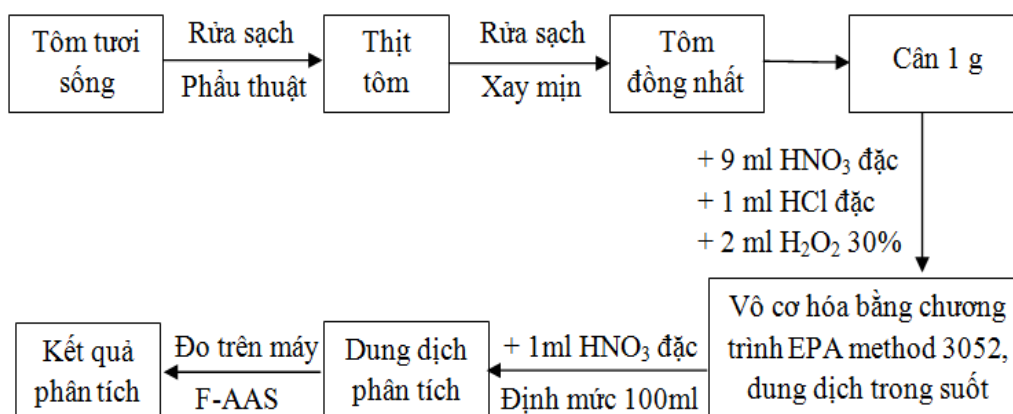 Tôm tươi
sống
Rửa sạch
Phẩu thuật
Thịt
tôm
Rửa sạch
Xay mịn
Tôm
đồng nhất
Cân 1 g
+ 9 ml HNO₃ đặc
+ 1 ml HCl đặc
+ 2 ml H₂O₂ 30%
Vô cơ hóa bằng chương
trình EPA method 3052,
dung dịch trong suốt
+ 1ml HNO₃ đặc
Định mức 100ml
Dung dịch
phân tích
Đo trên máy
F-AAS
Kết quả
phân tích